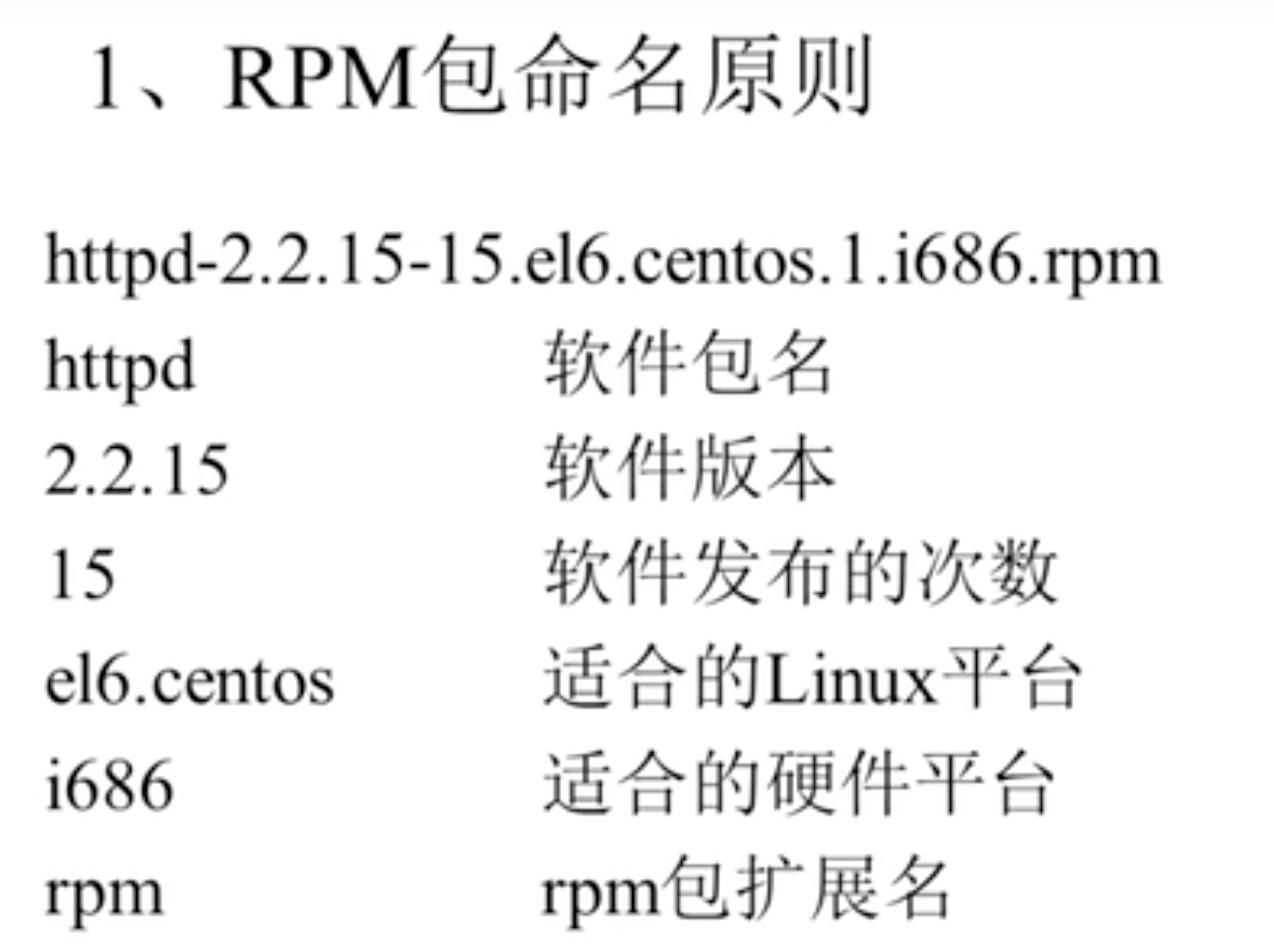 1、RPM包命名原则
httpd-2.2.15-15.el6.centos.1.i686.rpm
httpd 软件包名
2.2.15 软件版本
15 软件发布的次数
el6.centos 适合的Linux平台
i686 适合的硬件平台
rpm rpm包扩展名